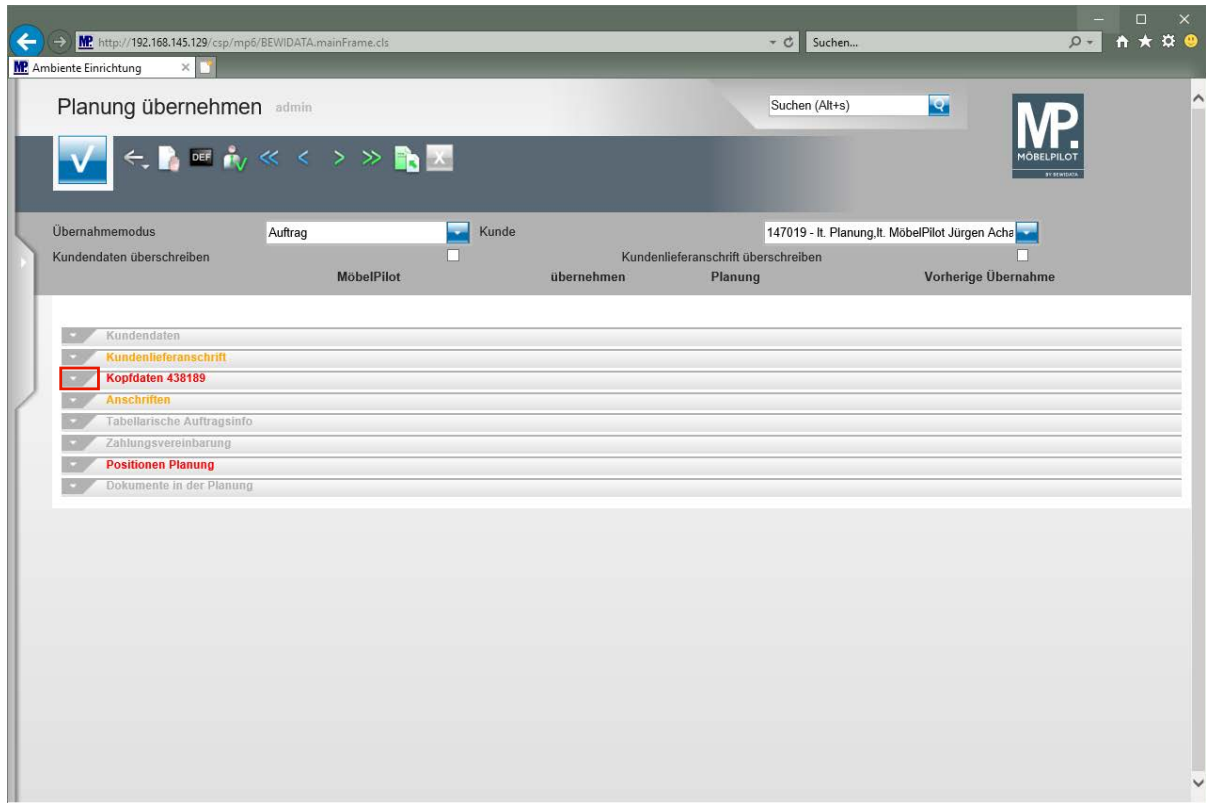 http://192.168.145.129/csp/mp6/BEWIDATA.mainFrame.cls
Suchen...
MP. Ambiente Einrichtung
Planung übernehmen admin
Suchen (Alt+s)
MP.
MÖBELPILOT
BY BEWIDATA
DEF
Übernahmemodus Auftrag Kunde 147019 - lt. Planung,lt. MöbelPilot Jürgen Acha
Kundendaten überschreiben Kundenlieferanschrift überschreiben
MöbelPilot übernehmen Planung Vorherige Übernahme
Kundendaten
Kundenlieferanschrift
Kopfdaten 438189
Anschriften
Tabellarische Auftragsinfo
Zahlungsvereinbarung
Positionen Planung
Dokumente in der Planung